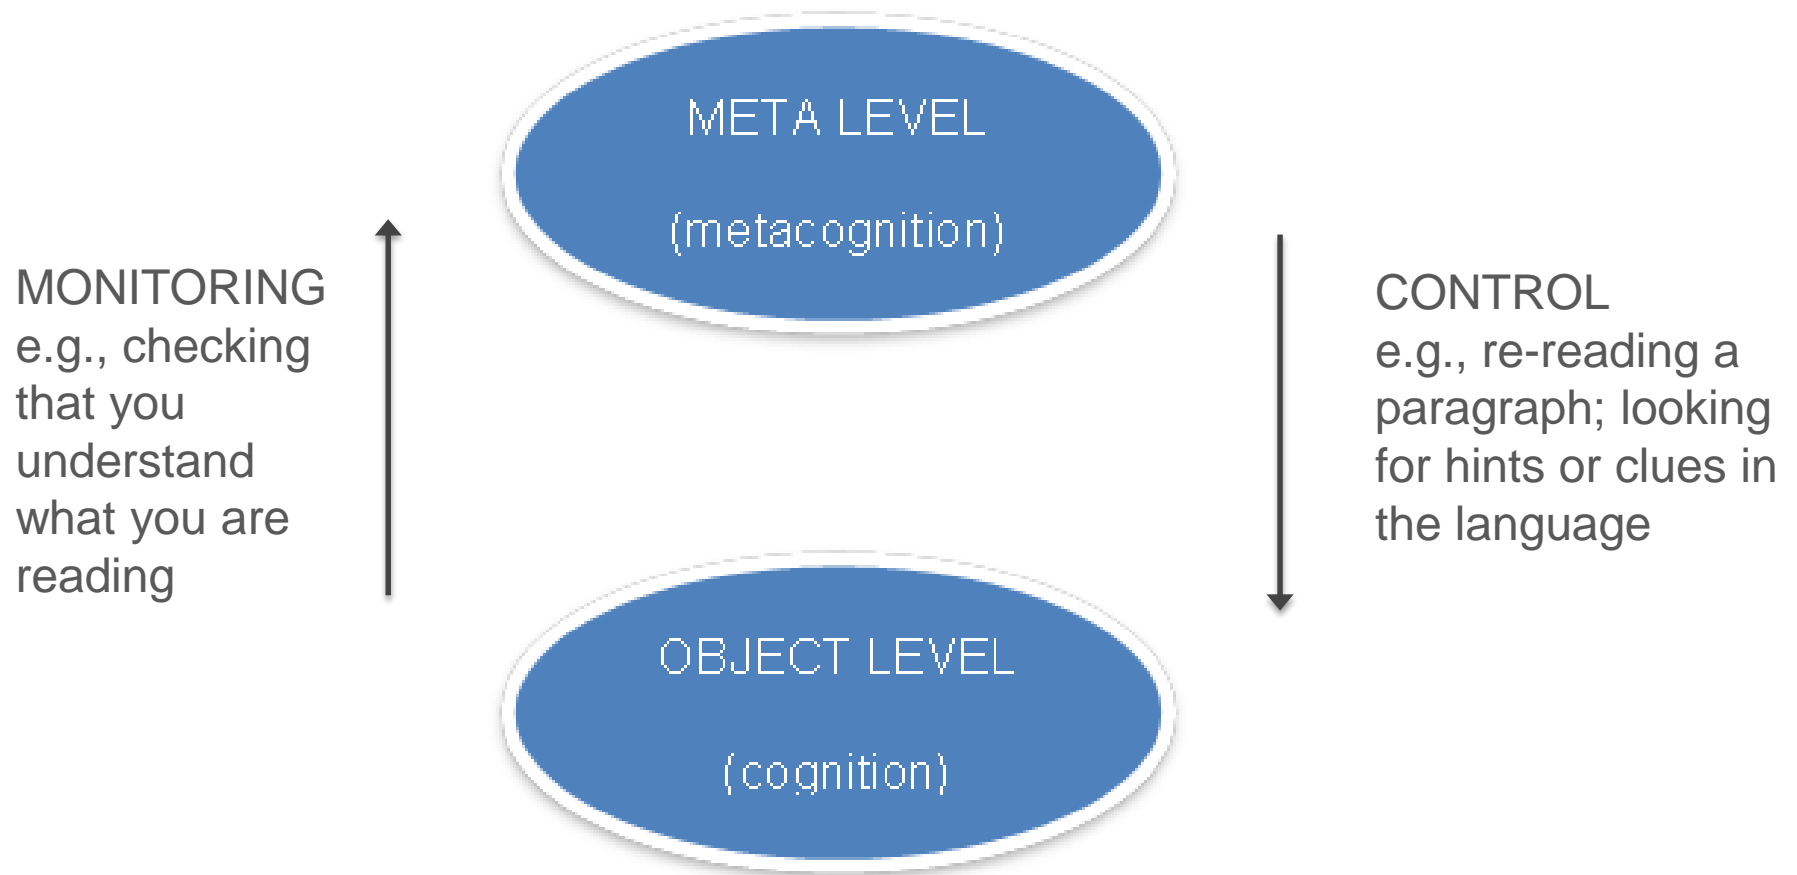 META LEVEL
(metacognition)
MONITORING
e.g., checking
that you
understand
what you are
reading
CONTROL
e.g., re-reading a
paragraph; looking
for hints or clues in
the language
OBJECT LEVEL
(cognition)